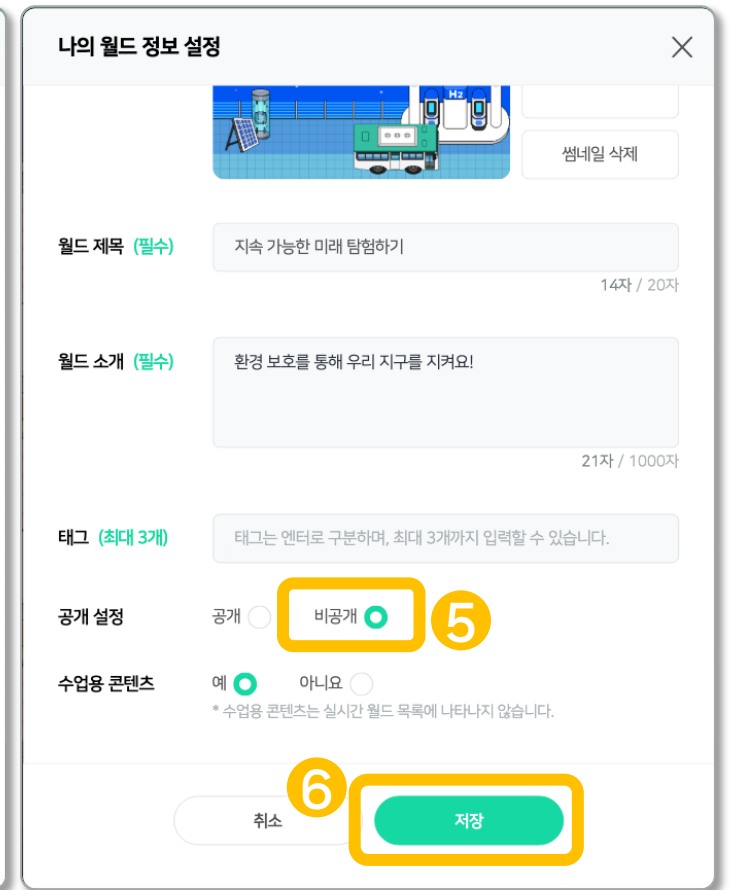 나의 월드 정보 설정
H2
썸네일 삭제
월드 제목 (필수)
지속 가능한 미래 탐험하기
14자 / 20자
월드 소개 (필수)
환경 보호를 통해 우리 지구를 지켜요!
21자 / 1000자
태그 (최대 3개)
태그는 엔터로 구분하며, 최대 3개까지 입력할 수 있습니다.
공개 설정 공개 비공개 5
수업용 콘텐츠 예 아니요
* 수업용 콘텐츠는 실시간 월드 목록에 나타나지 않습니다.
6
취소 저장